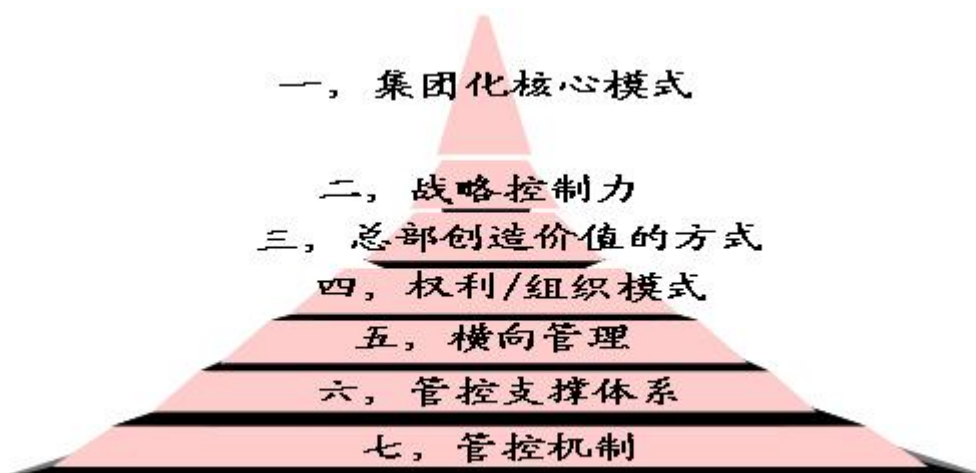 一，集团化核心模式
二，战略控制力
三，总部创造价值的方式
四，权利/组织模式
五，横向管理
六，管控支撑体系
七，管控机制